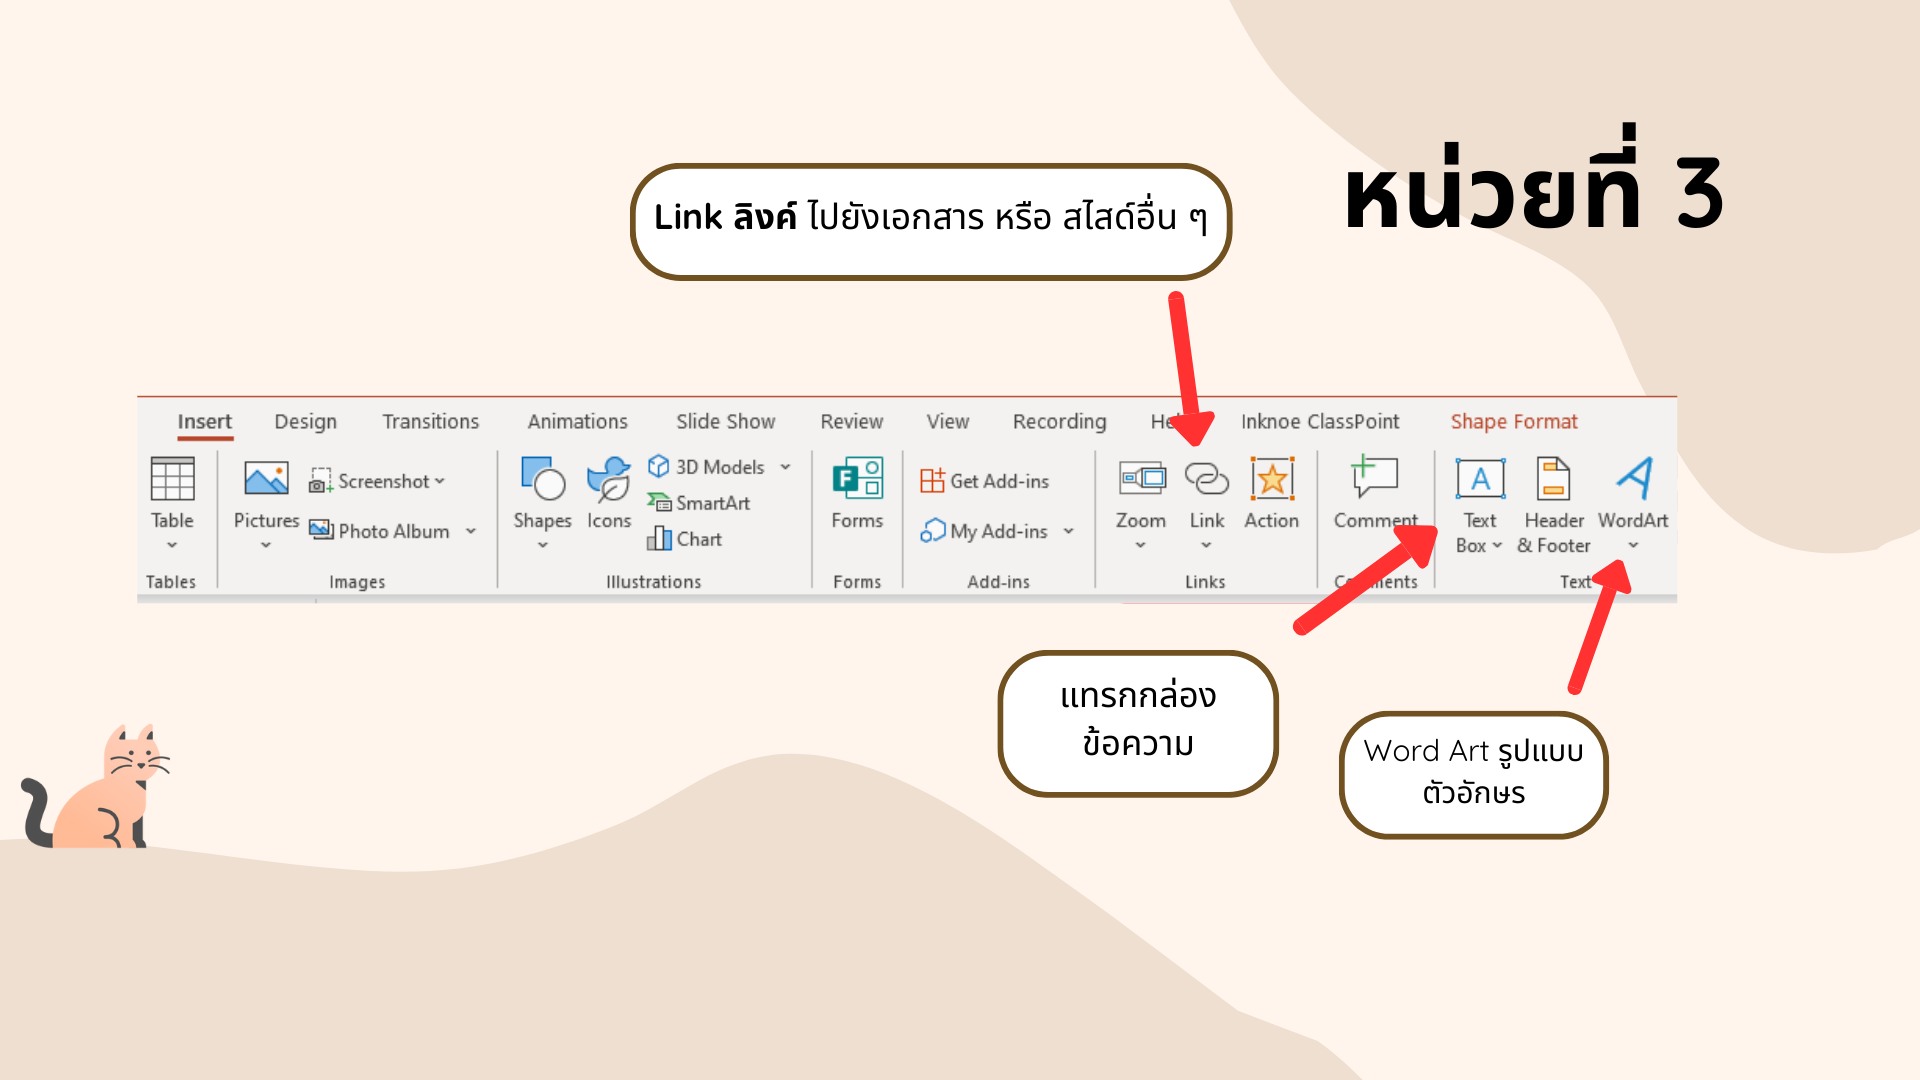 หน่วยที่ 3
Link ลิงค์ ไปยังเอกสาร หรือ สไสด์อื่น ๆ
Insert Design Transitions Animations Slide Show Review View Recording Inknoe ClassPoint Shape Format
Table
Tables
Pictures
Screenshot
Photo Album
Images
Shapes
Icons
3D Models
SmartArt
Chart
Illustrations
Forms
Forms
Get Add-ins
My Add-ins
Add-ins
Zoom
Link
Action
Links
Comment
Comments
Text
Box
Header
& Footer
WordArt
Text
แทรกกล่อง
ข้อความ
Word Art รูปแบบ
ตัวอักษร